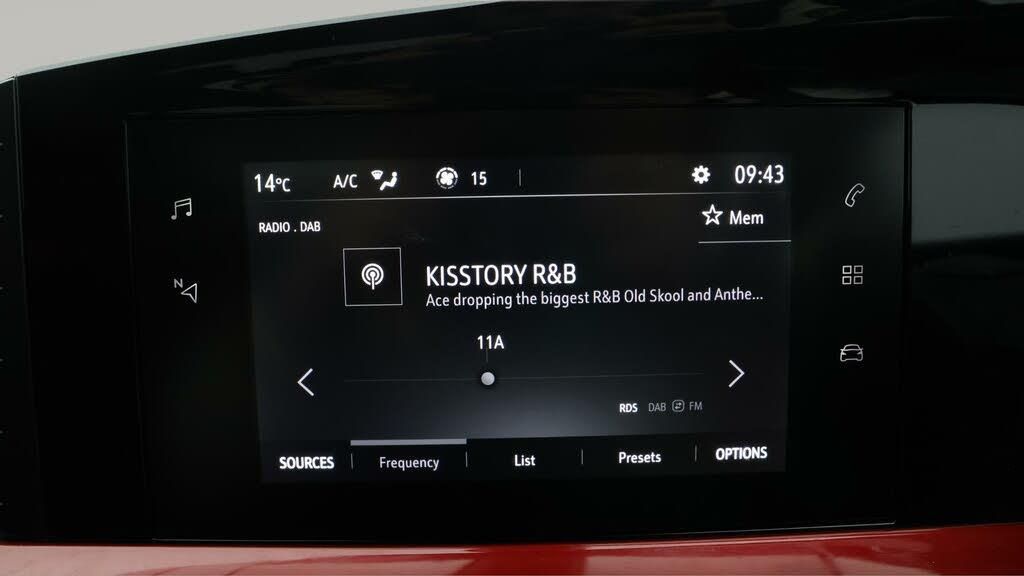 14°C A/C 15 09:43
RADIO . DAB
Mem
KISSTORY R&B
Ace dropping the biggest R&B Old Skool and Anthe...
11A
RDS DAB FM
SOURCES Frequency List Presets OPTIONS
N